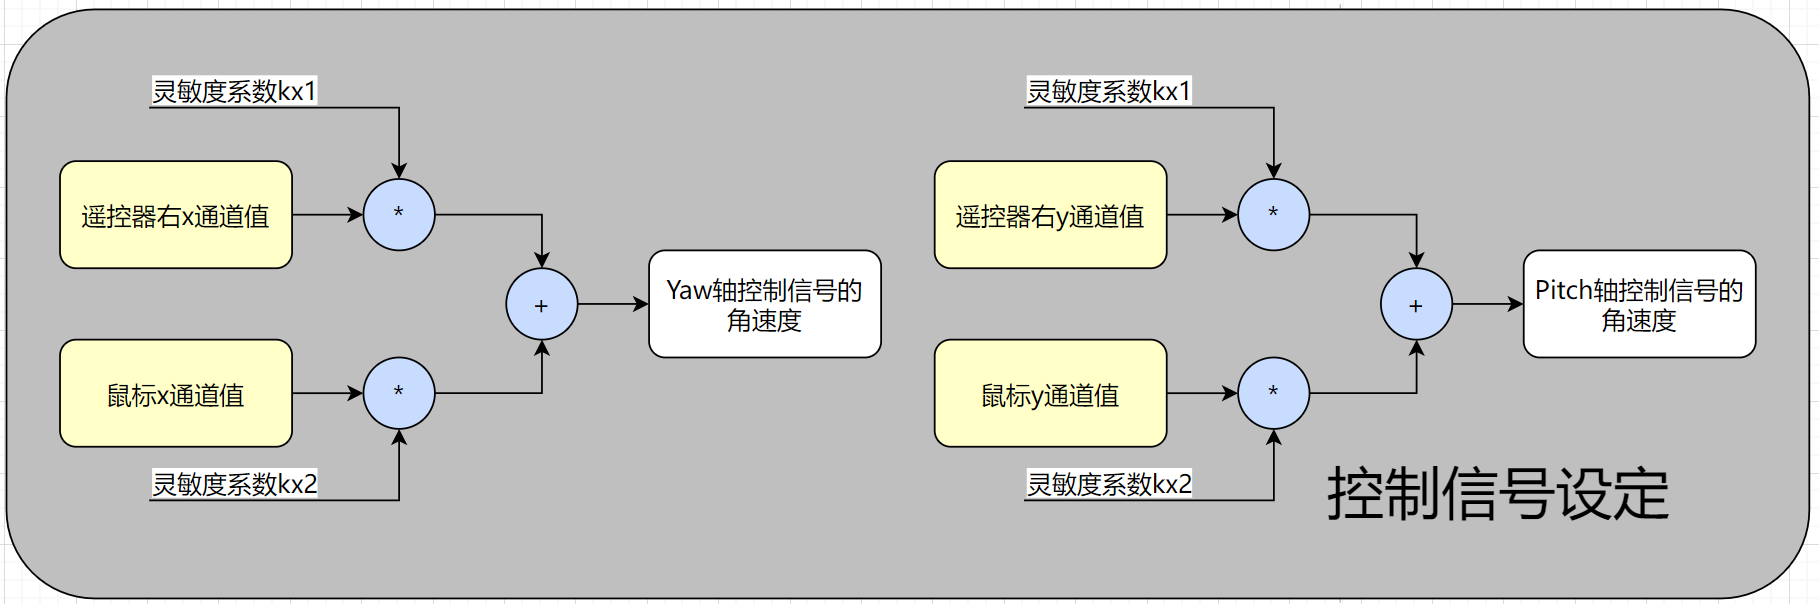 灵敏度系数kx1
遥控器右x通道值
*
+
Yaw轴控制信号的
角速度
鼠标x通道值
*
灵敏度系数kx2
灵敏度系数kx1
遥控器右y通道值
*
+
Pitch轴控制信号的
角速度
鼠标y通道值
*
灵敏度系数kx2
控制信号设定